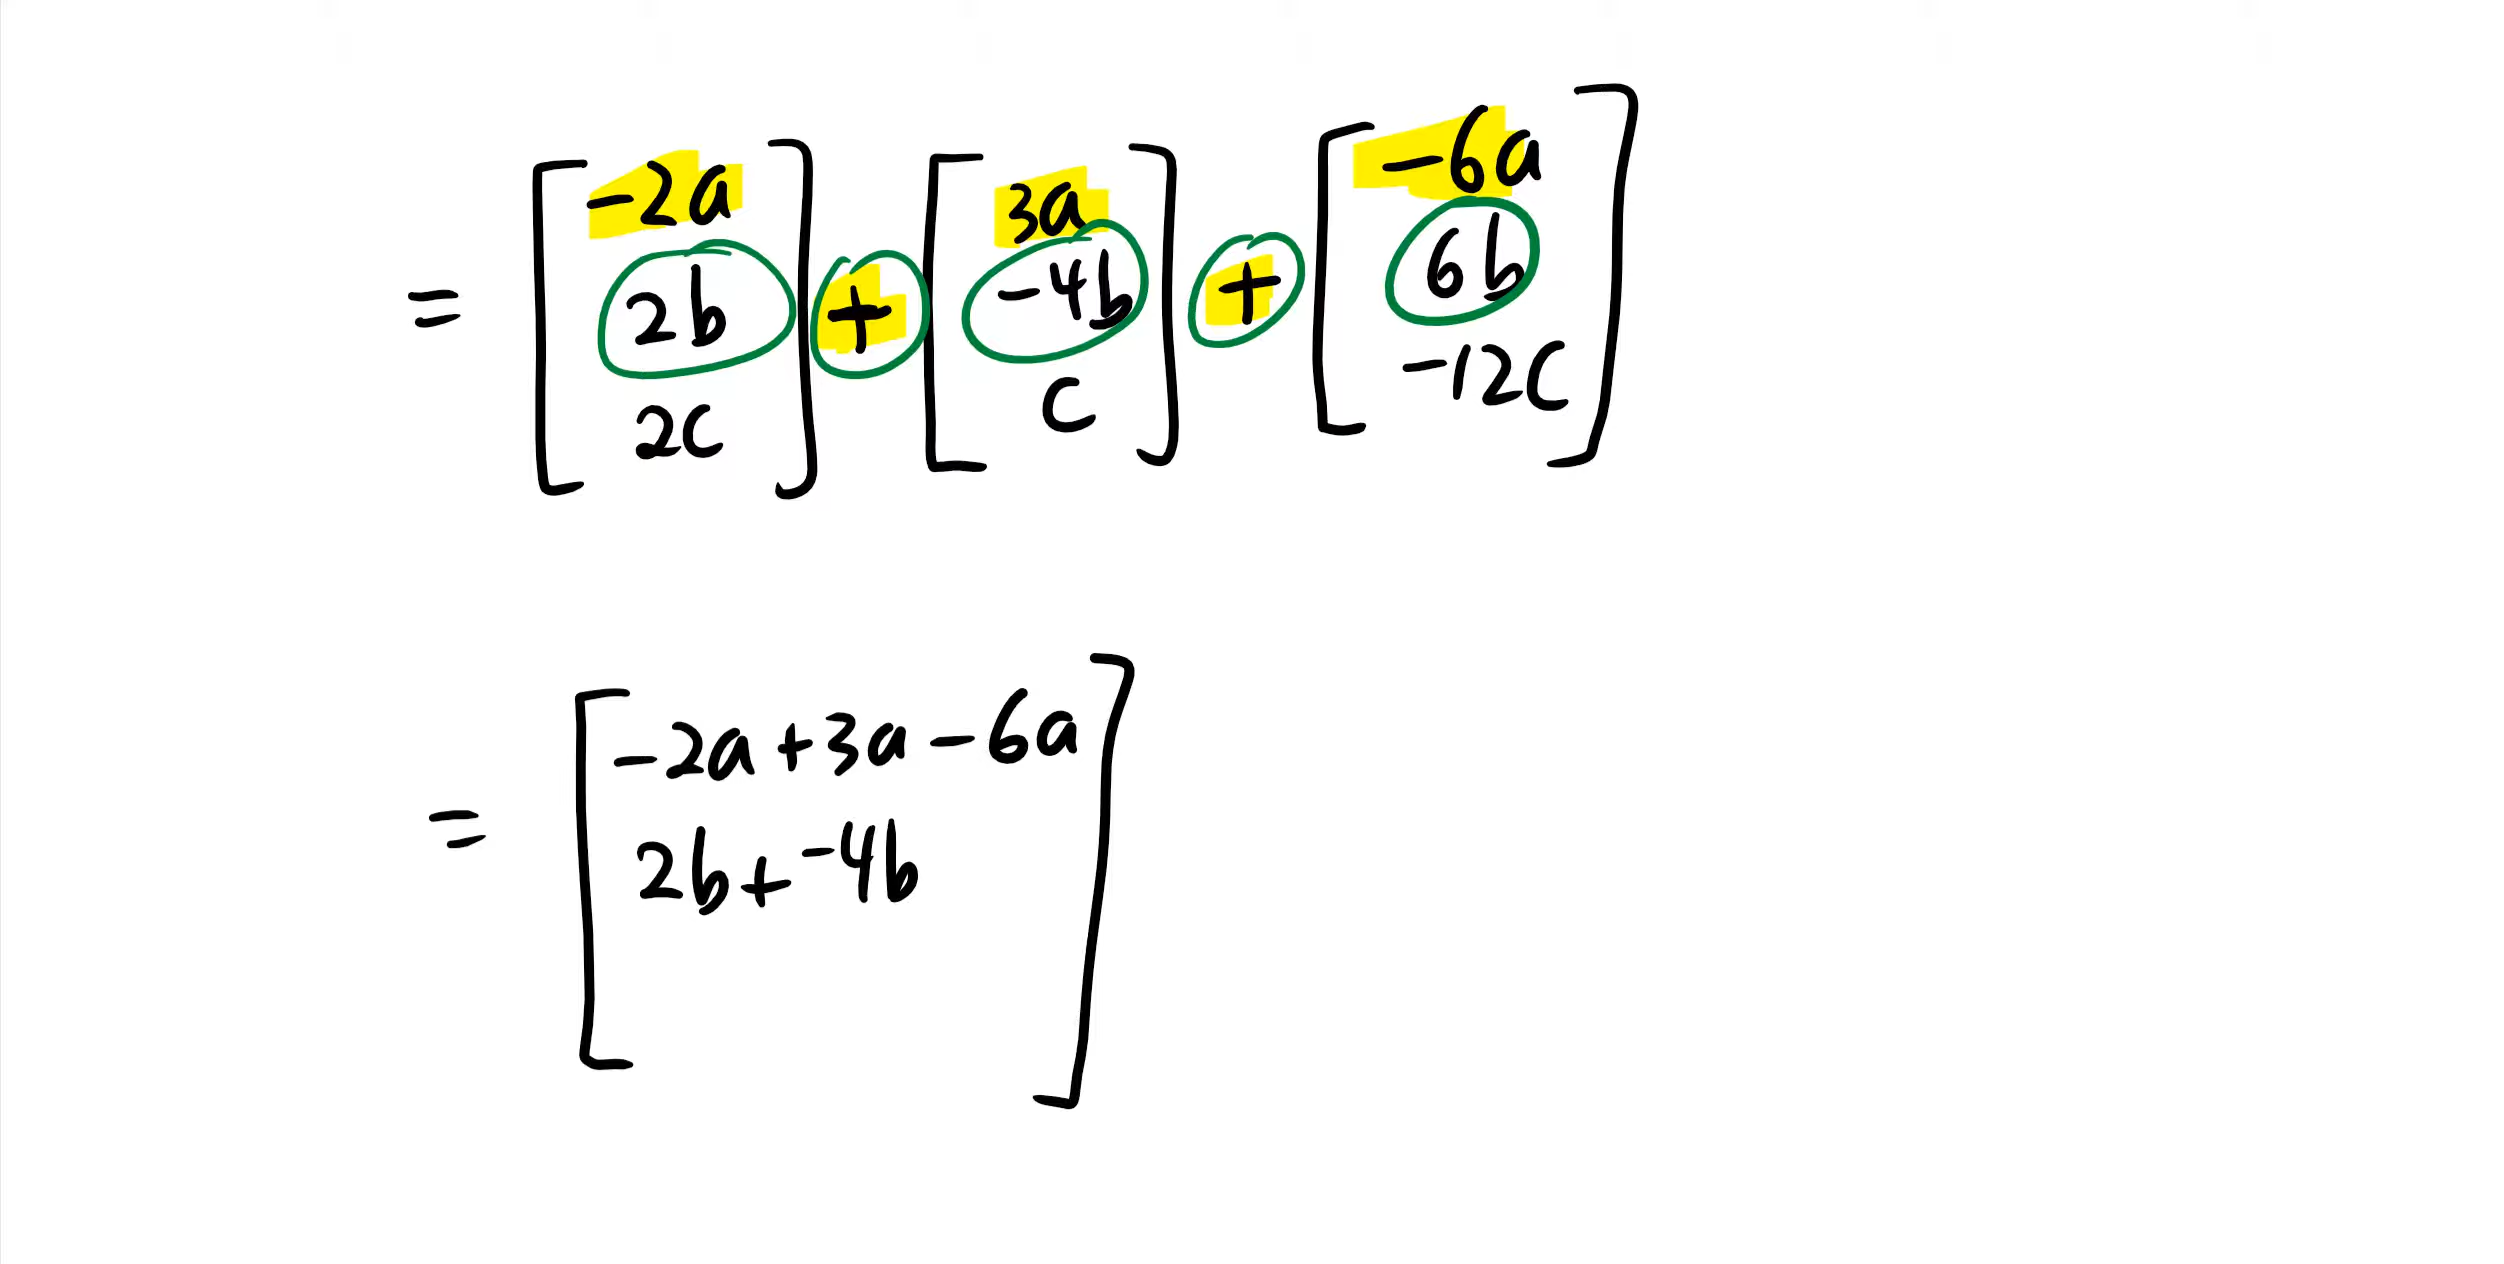 = [ -2a ] + [ 3a ] + [ -6a ]
[ 2b ] [ -4b ] [ 6b ]
[ 2c ] [ c ] [ -12c ]
= [ -2a + 3a - 6a ]
[ 2b + -4b ]